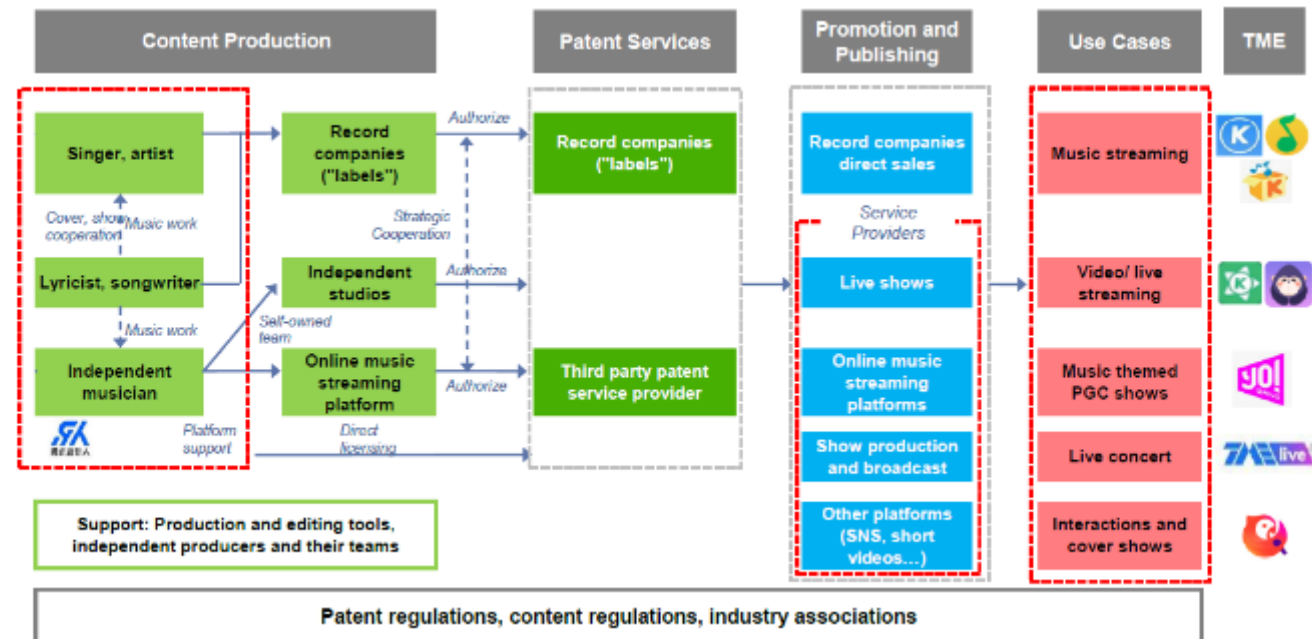 Content Production
Patent Services
Promotion and
Publishing
Use Cases
TME
Singer, artist
Record
companies
("labels")
Authorize
Record companies
("labels")
Record companies
direct sales
Music streaming
K
K
Cover, show
cooperation
Music work
Strategic
Cooperation
Service
Providers
Lyricist, songwriter
Independent
studios
Authorize
Live shows
Video/ live
streaming
K
Music work
Self-owned
team
Independent
musician
Online music
streaming
platform
Authorize
Third party patent
service provider
Online music
streaming
platforms
Music themed
PGC shows
yo!
Platform
support
Direct
licensing
Show production
and broadcast
Live concert
TME live
Support: Production and editing tools,
independent producers and their teams
Other platforms
(SNS, short
videos...)
Interactions and
cover shows
Patent regulations, content regulations, industry associations